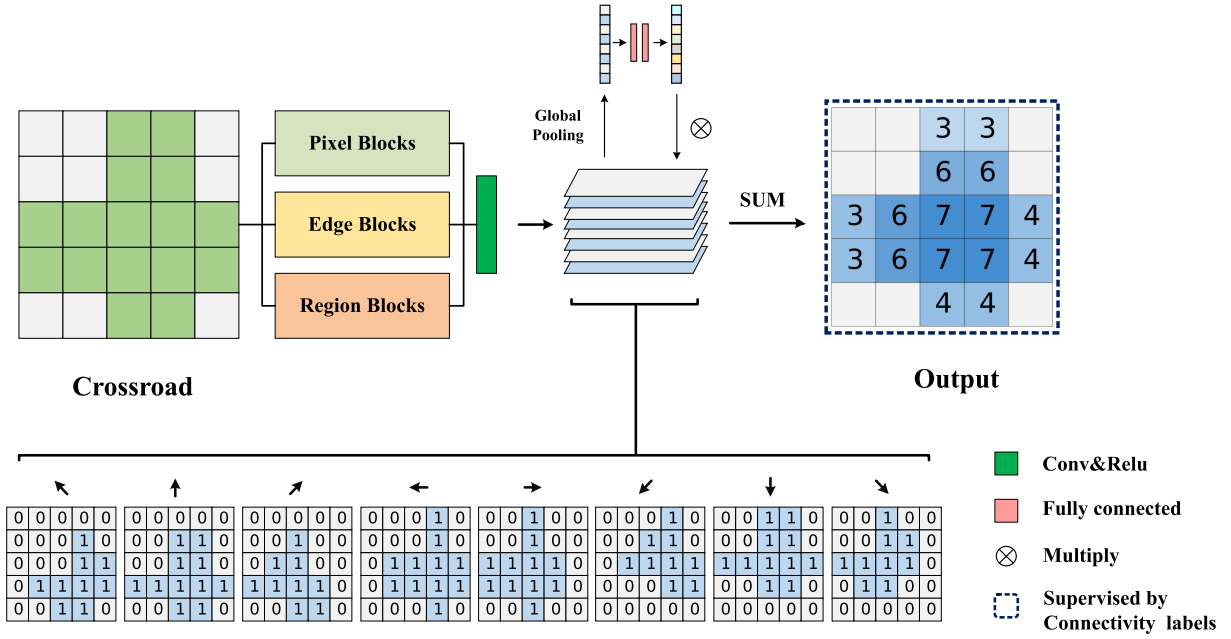 Global
Pooling
Pixel Blocks
Edge Blocks
Region Blocks
SUM
3 3
6 6
3 6 7 7 4
3 6 7 7 4
4 4
Crossroad
Output
0 0 0 0 0
0 0 0 1 0
0 0 0 1 1
0 1 1 1 1
0 0 1 1 0
0 0 0 0 0
0 0 1 1 0
0 0 1 1 0
1 1 1 1 1
0 0 1 1 0
0 0 0 0 0
0 0 1 0 0
0 1 1 0 0
1 1 1 1 0
0 0 1 1 0
0 0 0 1 0
0 0 0 1 0
0 1 1 1 1
0 1 1 1 1
0 0 0 1 0
0 0 1 0 0
0 0 1 0 0
1 1 1 1 0
1 1 1 1 0
0 0 1 0 0
0 0 0 1 0
0 0 1 1 0
0 1 1 1 1
0 0 0 1 1
0 0 0 0 0
0 0 1 1 0
0 0 1 1 0
1 1 1 1 1
0 0 1 1 0
0 0 0 0 0
0 0 1 0 0
0 0 1 1 0
1 1 1 1 0
0 1 1 0 0
0 0 0 0 0
Conv&Relu
Fully connected
Multiply
Supervised by
Connectivity labels